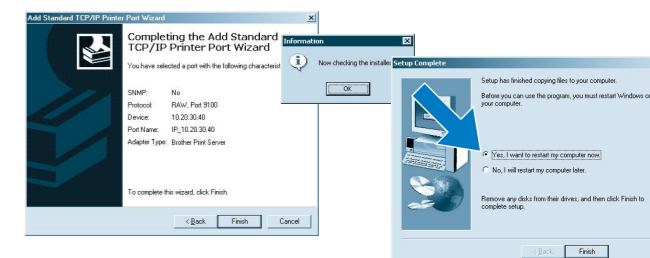 Add Standard TCP/IP Printer Port Wizard
Completing the Add Standard
TCP/IP Printer Port Wizard
You have selected a port with the following characterist
SNMP: No
Protocol: RAW, Port 9100
Device: 10.20.30.40
Port Name: IP_10.20.30.40
Adapter Type: Brother Print Server
To complete this wizard, click Finish.
< Back Finish Cancel
Information
Now checking the installe
OK
Setup Complete
Setup has finished copying files to your computer.
Before you can use the program, you must restart Windows or
your computer.
Yes, I want to restart my computer now.
No, I will restart my computer later.
Remove any disks from their drives, and then click Finish to
complete setup.
< Back Finish